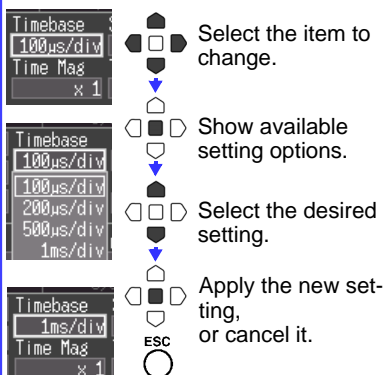 Timebase
100µs/div
Time Mag
x 1
Select the item to
change.
Timebase
100µs/div
100µs/div
200µs/div
500µs/div
1ms/div
Show available
setting options.
Select the desired
setting.
Timebase
1ms/div
Time Mag
x 1
Apply the new set-
ting,
or cancel it.
ESC